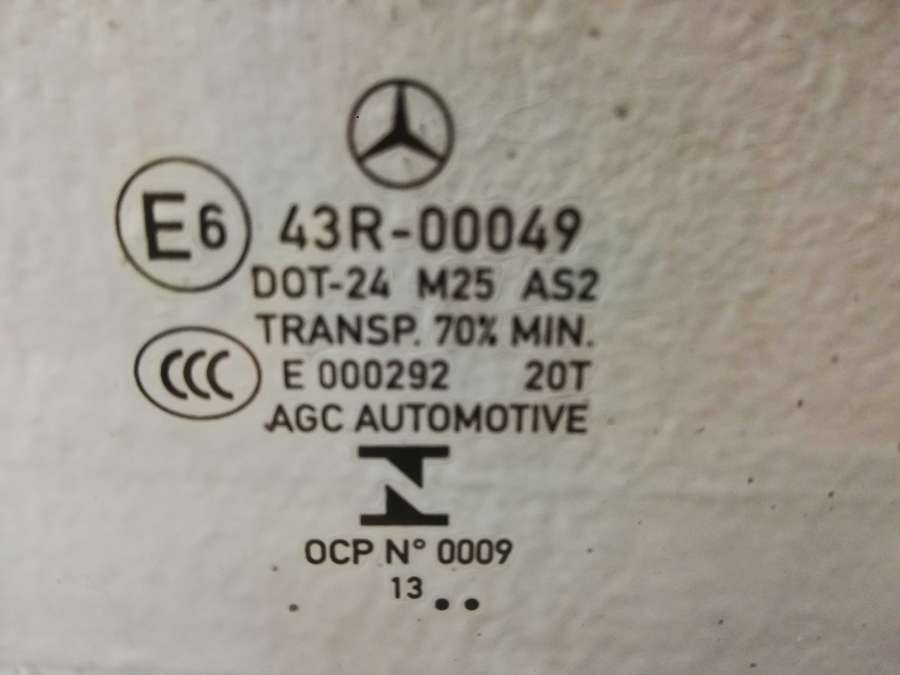 E6 43R-00049
DOT-24 M25 AS2
TRANSP. 70% MIN.
CCC E 000292 20T
AGC AUTOMOTIVE
OCP N° 0009
13 ..